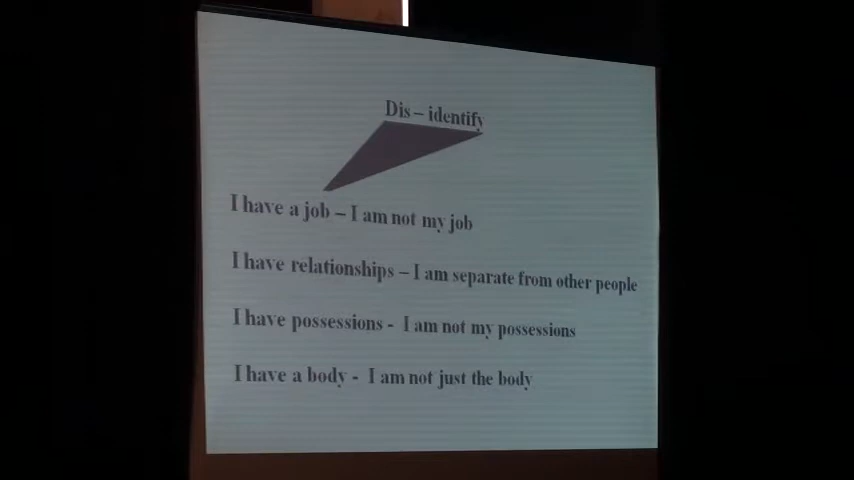 Dis – identify
I have a job – I am not my job
I have relationships – I am separate from other people
I have possessions - I am not my possessions
I have a body - I am not just the body